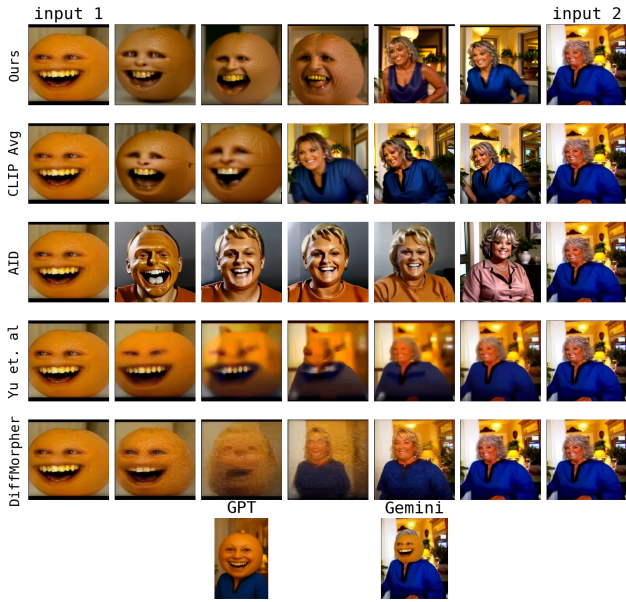 input 1
input 2
Ours
CLIP Avg
AID
Yu et. al
DiffMorpher
GPT
Gemini